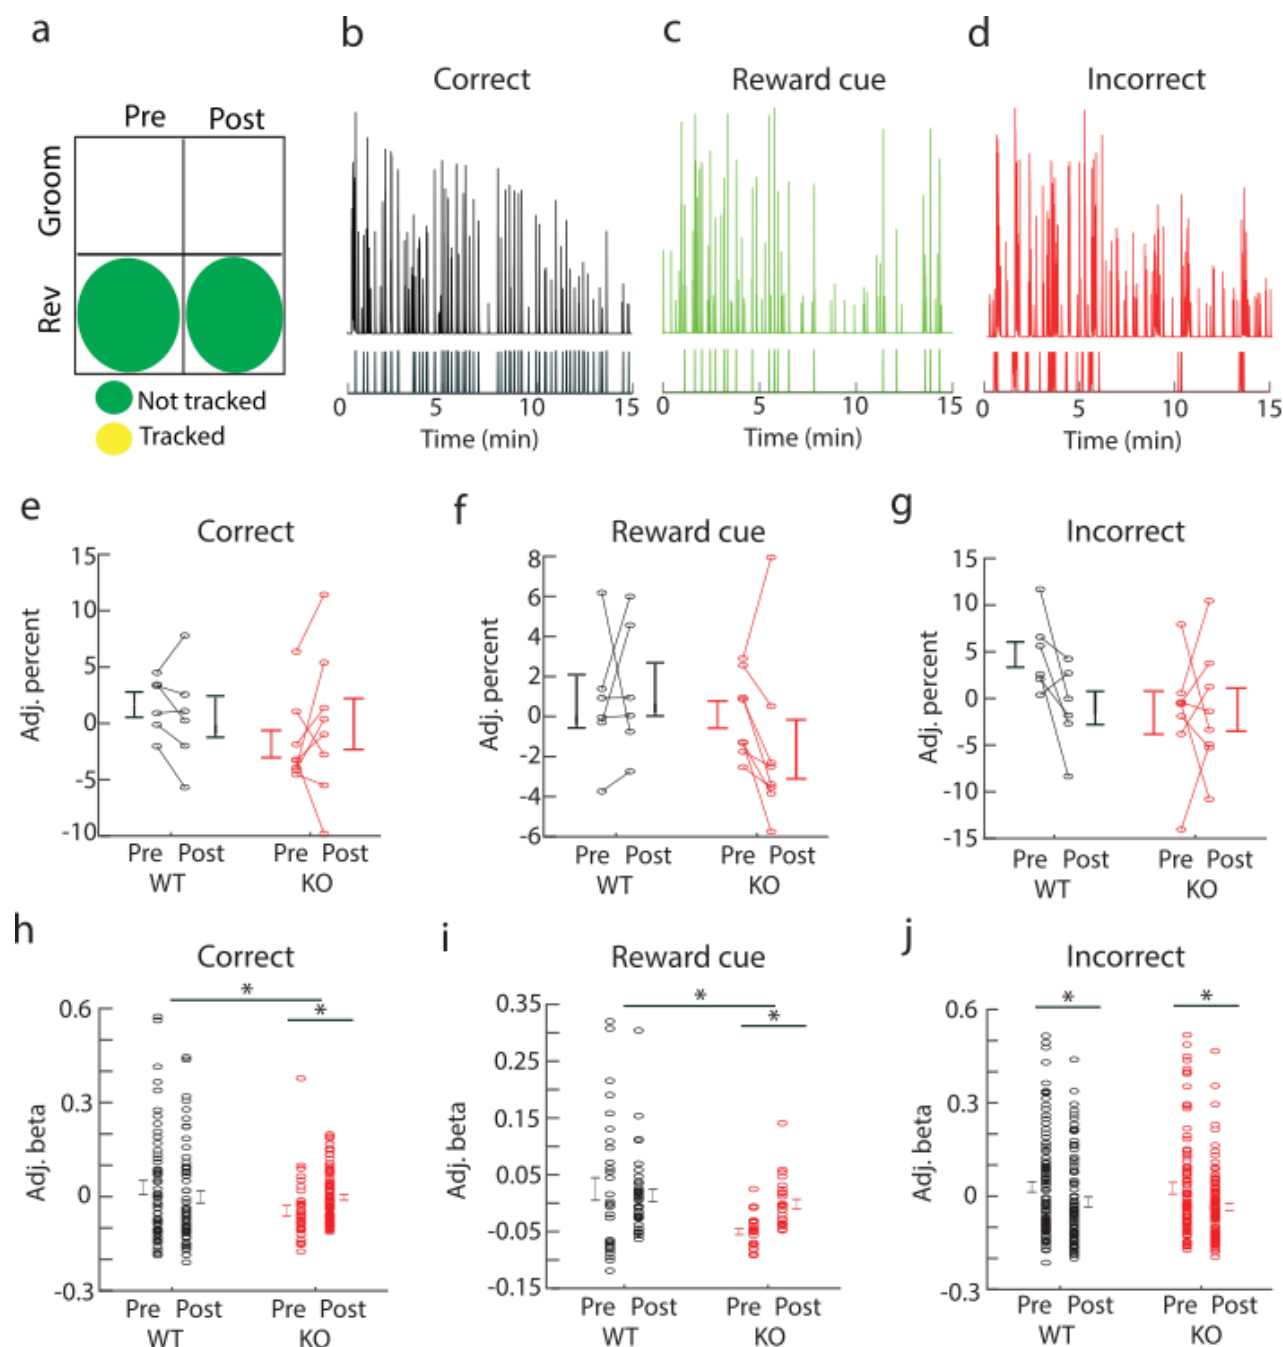 a
b
c
d
Correct
Reward cue
Incorrect
Pre Post
Groom
Rev
Not tracked
Tracked
0 5 10 15
Time (min)
0 5 10 15
Time (min)
0 5 10 15
Time (min)
e
f
g
Correct
Reward cue
Incorrect
Adj. percent
15
10
5
0
-5
-10
Pre Post Pre Post
WT KO
Adj. percent
8
6
4
2
0
-2
-4
-6
Pre Post Pre Post
WT KO
Adj. percent
15
10
5
0
-5
-10
-15
Pre Post Pre Post
WT KO
h
i
j
Correct
Reward cue
Incorrect
Adj. beta
0.6
0.3
0
-0.3
* *
Pre Post Pre Post
WT KO
Adj. beta
0.35
0.25
0.15
0.05
-0.05
-0.15
* *
Pre Post Pre Post
WT KO
Adj. beta
0.6
0.3
0
-0.3
* *
Pre Post Pre Post
WT KO